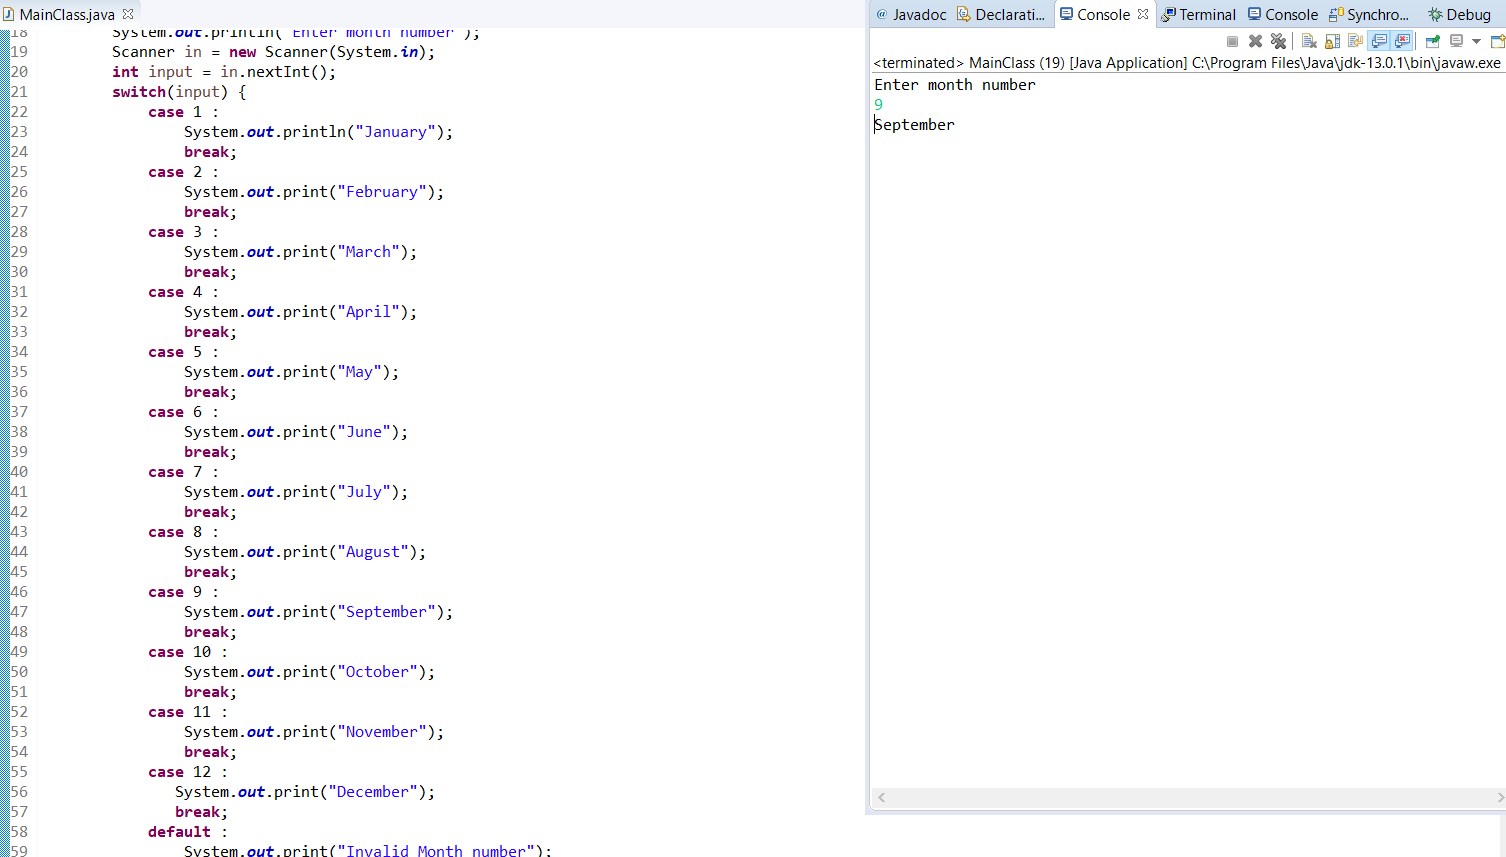 MainClass.java
18 System.out.println("Enter month number");
19 Scanner in = new Scanner(System.in);
20 int input = in.nextInt();
21 switch(input) {
22 case 1 :
23 System.out.println("January");
24 break;
25 case 2 :
26 System.out.print("February");
27 break;
28 case 3 :
29 System.out.print("March");
30 break;
31 case 4 :
32 System.out.print("April");
33 break;
34 case 5 :
35 System.out.print("May");
36 break;
37 case 6 :
38 System.out.print("June");
39 break;
40 case 7 :
41 System.out.print("July");
42 break;
43 case 8 :
44 System.out.print("August");
45 break;
46 case 9 :
47 System.out.print("September");
48 break;
49 case 10 :
50 System.out.print("October");
51 break;
52 case 11 :
53 System.out.print("November");
54 break;
55 case 12 :
56 System.out.print("December");
57 break;
58 default :
59 System.out.print("Invalid Month number");
@ Javadoc Declarati... Console Terminal Console Synchro... Debug
<terminated> MainClass (19) [Java Application] C:\Program Files\Java\jdk-13.0.1\bin\javaw.exe
Enter month number
9
September